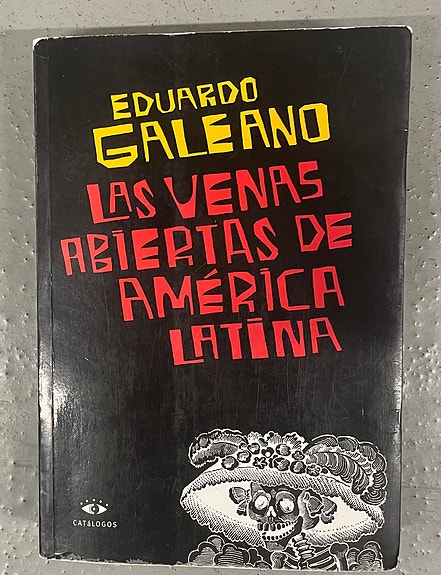 EDUARDO
GALEANO
LAS VENAS
ABIERTAS DE
AMÉRICA
LATINA
CATÁLOGOS